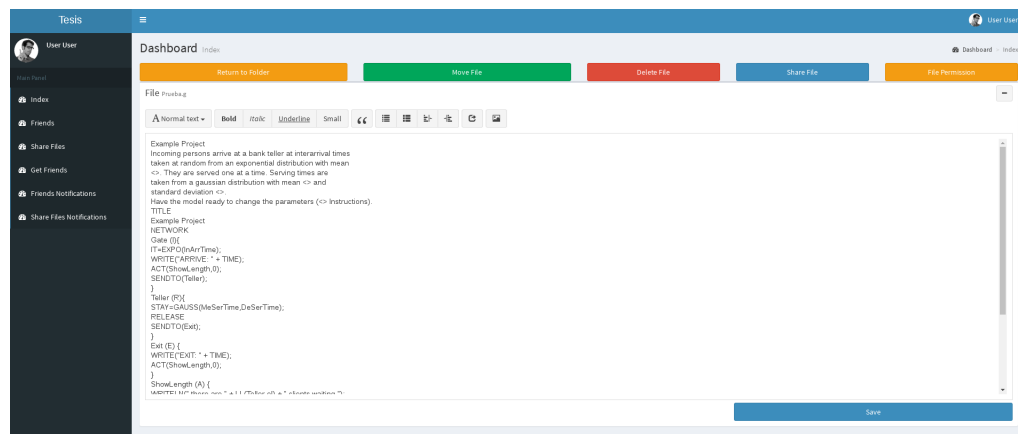 Tesis
User User
User User
Dashboard Index
Dashboard > Index
Main Panel
Index
Friends
Share Files
Get Friends
Friends Notifications
Share Files Notifications
Return to Folder
Move File
Delete File
Share File
File Permission
File Prueba.g
Normal text
Bold
Italic
Underline
Small
Example Project
Incoming persons arrive at a bank teller at interarrival times
taken at random from an exponential distribution with mean
<>. They are served one at a time. Serving times are
taken from a gaussian distribution with mean <> and
standard deviation <>.
Have the model ready to change the parameters (<> Instructions).
TITLE
Example Project
NETWORK
Gate (I){
IT=EXPO(InArrTime);
WRITE("ARRIVE: " + TIME);
ACT(ShowLength,0);
SENDTO(Teller);
}
Teller (R){
STAY=GAUSS(MeSerTime,DeSerTime);
RELEASE
SENDTO(Exit);
}
Exit (E) {
WRITE("EXIT: " + TIME);
ACT(ShowLength,0);
}
ShowLength (A) {
Save